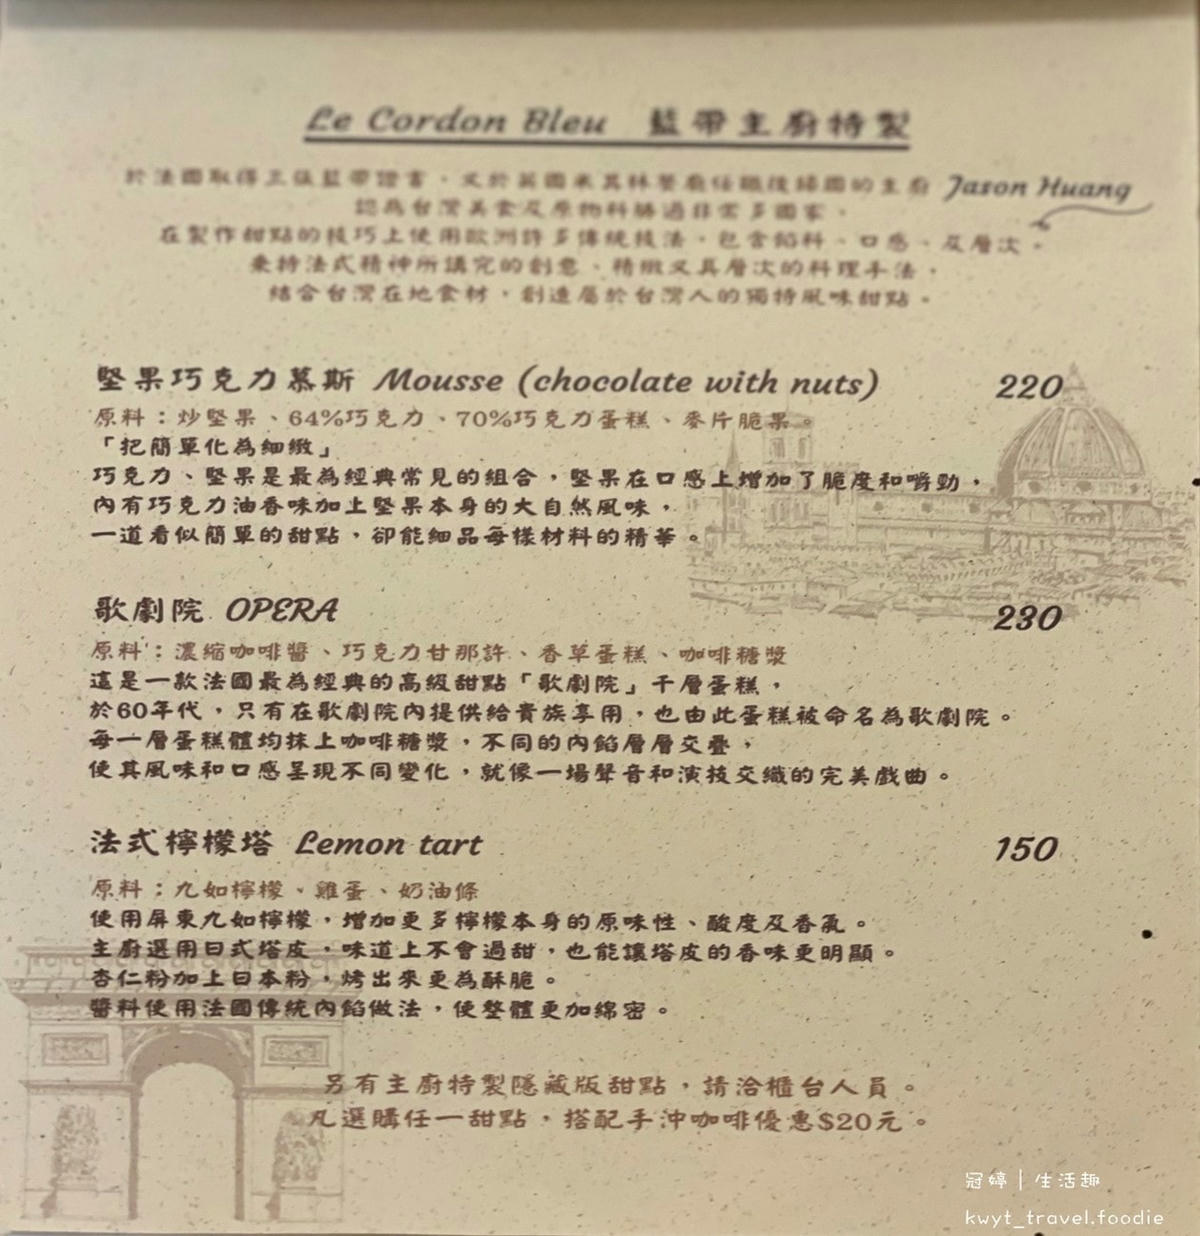 Le Cordon Bleu 藍帶主廚特製
於法國取得三張藍帶證書，又於英國米其林餐廳任職後歸國的主廚 Jason Huang
認為台灣美食及原物料勝過非常多國家，
在製作甜點的技巧上使用歐洲許多傳統技法，包含餡料、口感、及層次。
秉持法式精神所講究的創意、精緻又具層次的料理手法，
結合台灣在地食材，創造屬於台灣人的獨特風味甜點。
堅果巧克力慕斯 Mousse (chocolate with nuts) 220
原料：炒堅果、64%巧克力、70%巧克力蛋糕、麥片脆果。
「把簡單化為細緻」
巧克力、堅果是最為經典常見的組合，堅果在口感上增加了脆度和嚼勁，
內有巧克力油香味加上堅果本身的大自然風味，
一道看似簡單的甜點，卻能細品每樣材料的精華。
歌劇院 OPERA 230
原料：濃縮咖啡醬、巧克力甘那許、香草蛋糕、咖啡糖漿
這是一款法國最為經典的高級甜點「歌劇院」千層蛋糕，
於60年代，只有在歌劇院內提供給貴族享用，也由此蛋糕被命名為歌劇院。
每一層蛋糕體均抹上咖啡糖漿，不同的內餡層層交疊，
使其風味和口感呈現不同變化，就像一場聲音和演技交織的完美戲曲。
法式檸檬塔 Lemon tart 150
原料：九如檸檬、雞蛋、奶油條
使用屏東九如檸檬，增加更多檸檬本身的原味性、酸度及香氣。
主廚選用日式塔皮，味道上不會過甜，也能讓塔皮的香味更明顯。
杏仁粉加上日本粉，烤出來更為酥脆。
醬料使用法國傳統內餡做法，使整體更加綿密。
另有主廚特製隱藏版甜點，請洽櫃台人員。
凡選購任一甜點，搭配手沖咖啡優惠$20元。
冠婷｜生活趣
kwyt_travel.foodie